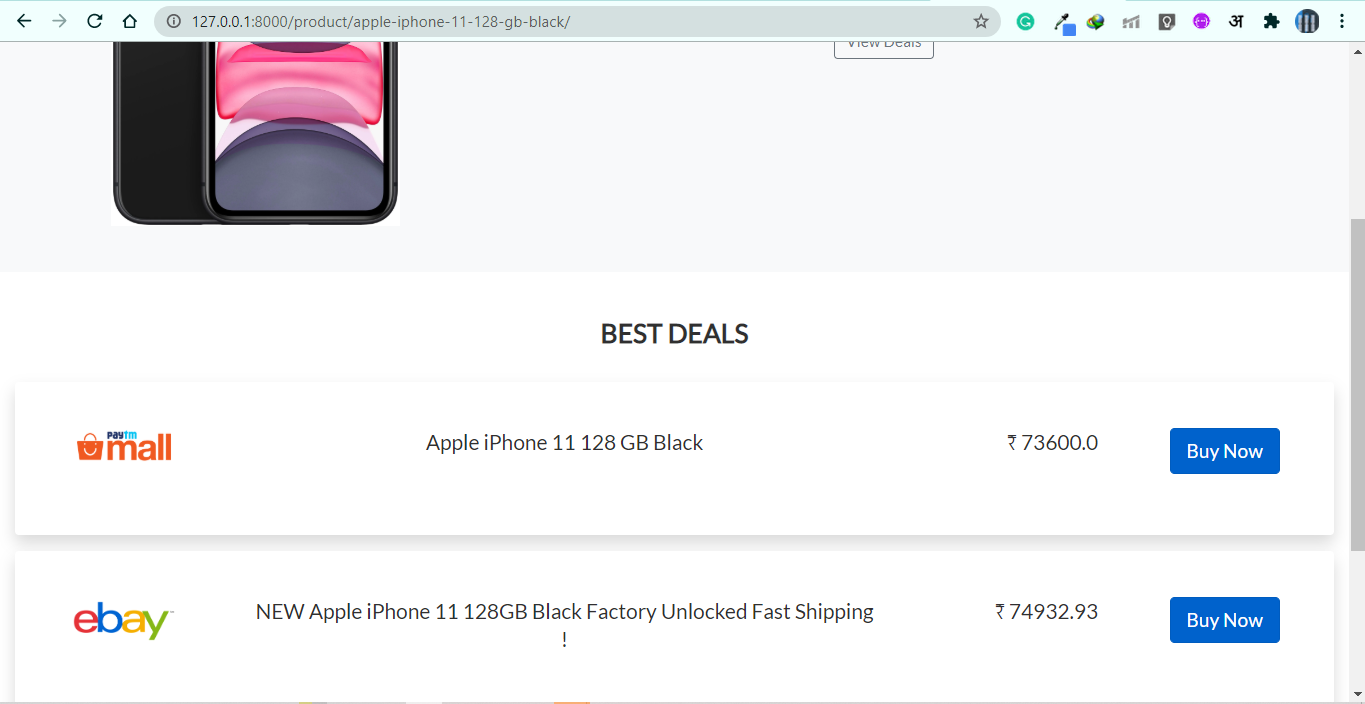 127.0.0.1:8000/product/apple-iphone-11-128-gb-black/
अ
View Deals
BEST DEALS
paytm
mall
Apple iPhone 11 128 GB Black
₹ 73600.0
Buy Now
ebay™
NEW Apple iPhone 11 128GB Black Factory Unlocked Fast Shipping
!
₹ 74932.93
Buy Now